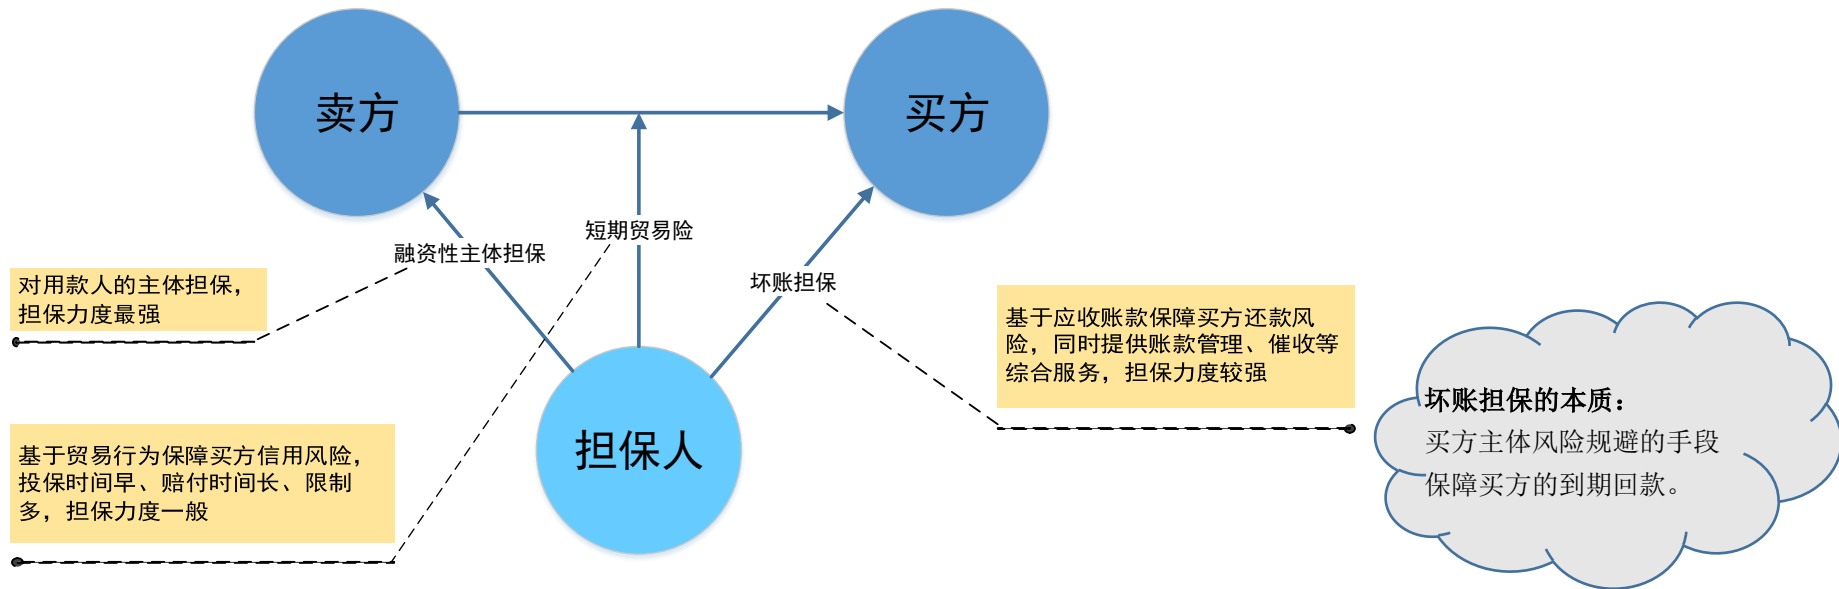 卖方
买方
短期贸易险
融资性主体担保
坏账担保
对用款人的主体担保，
担保力度最强
基于应收账款保障买方还款风
险，同时提供账款管理、催收等
综合服务，担保力度较强
坏账担保的本质：
买方主体风险规避的手段
保障买方的到期回款。
担保人
基于贸易行为保障买方信用风险，
投保时间早、赔付时间长、限制
多，担保力度一般